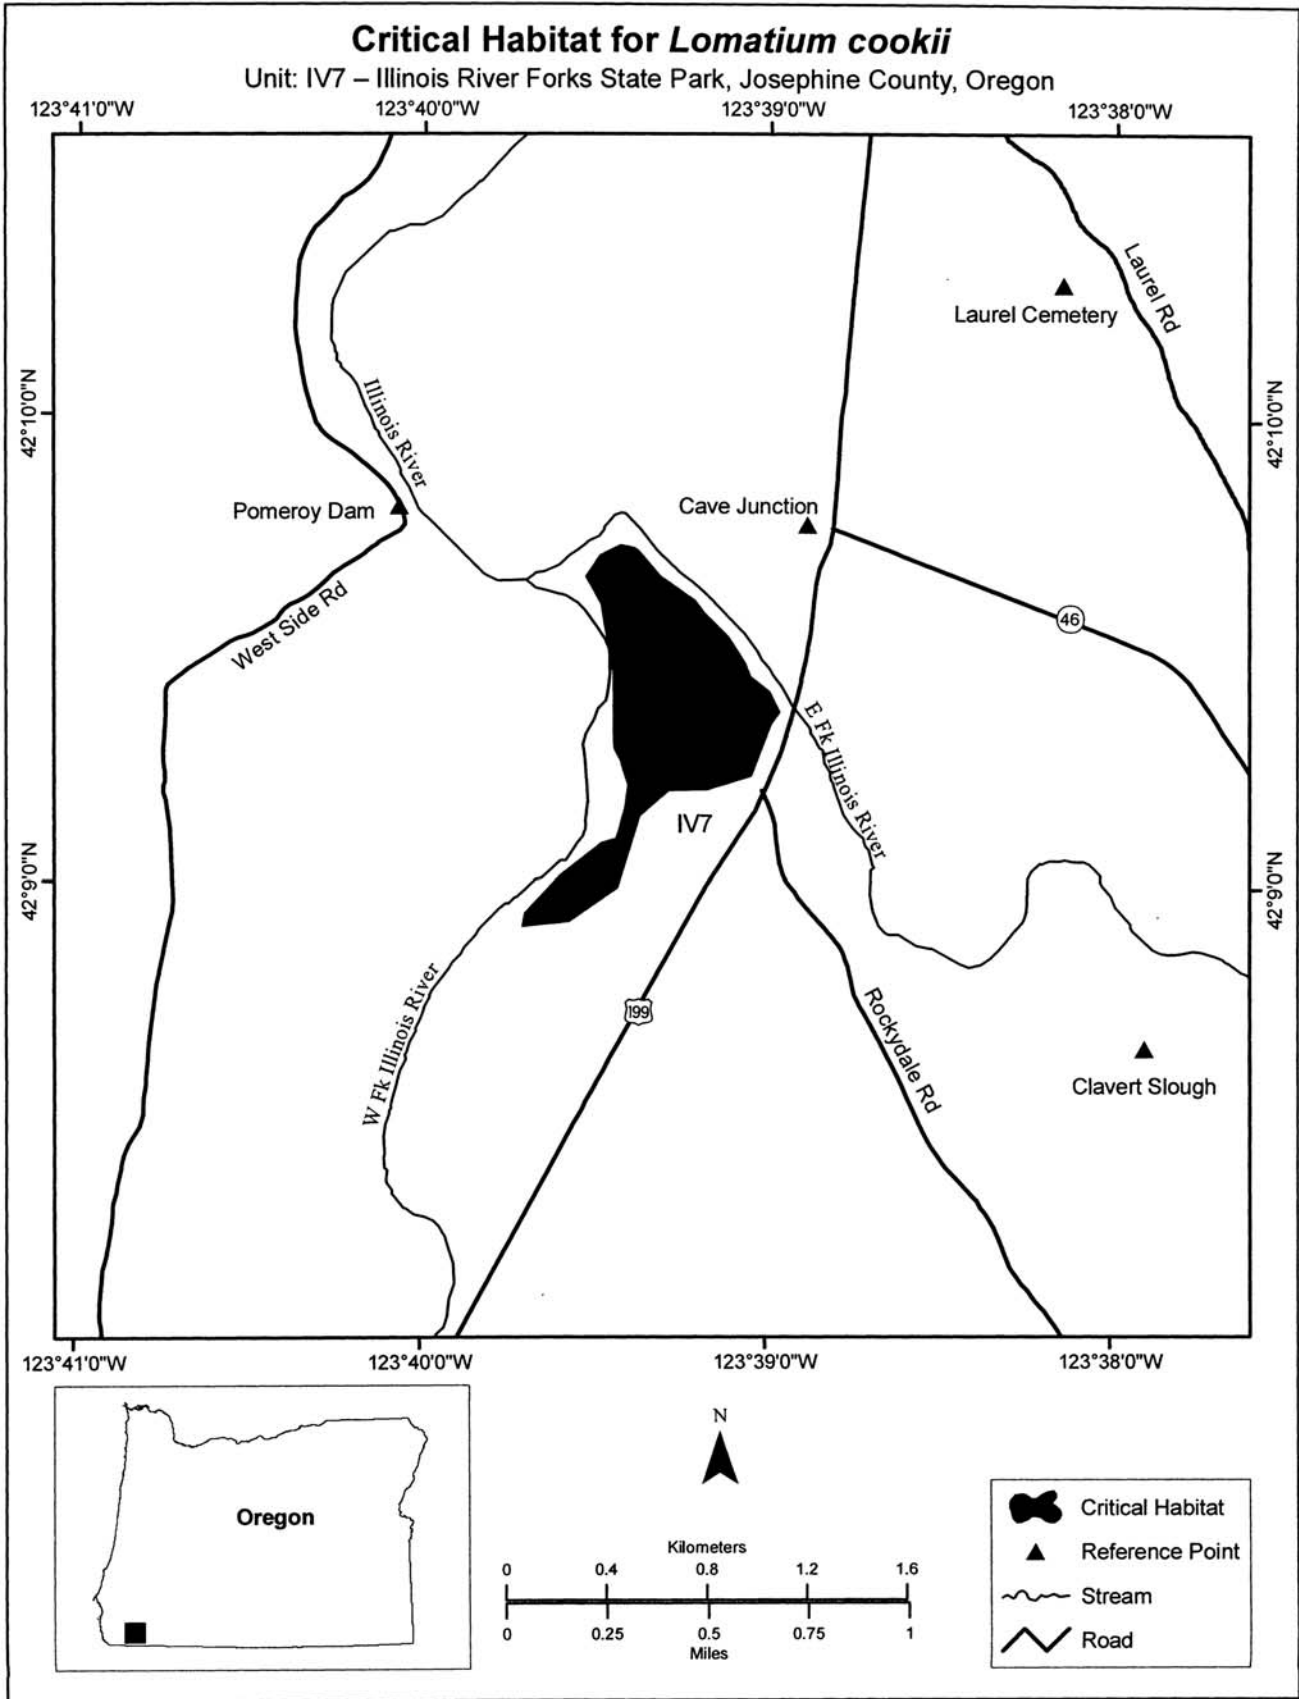 Critical Habitat for Lomatium cookii
Unit: IV7 – Illinois River Forks State Park, Josephine County, Oregon
123°41'0"W
123°40'0"W
123°39'0"W
123°38'0"W
Laurel Rd
Laurel Cemetery
42°10'0"N
42°10'0"N
Illinois River
Pomeroy Dam
Cave Junction
West Side Rd
46
E Fk Illinois River
IV7
42°9'0"N
42°9'0"N
W Fk Illinois River
199
Rockydale Rd
Clavert Slough
123°41'0"W
123°40'0"W
123°39'0"W
123°38'0"W
Oregon
N
Kilometers
0 0.4 0.8 1.2 1.6
0 0.25 0.5 0.75 1
Miles
Critical Habitat
Reference Point
Stream
Road